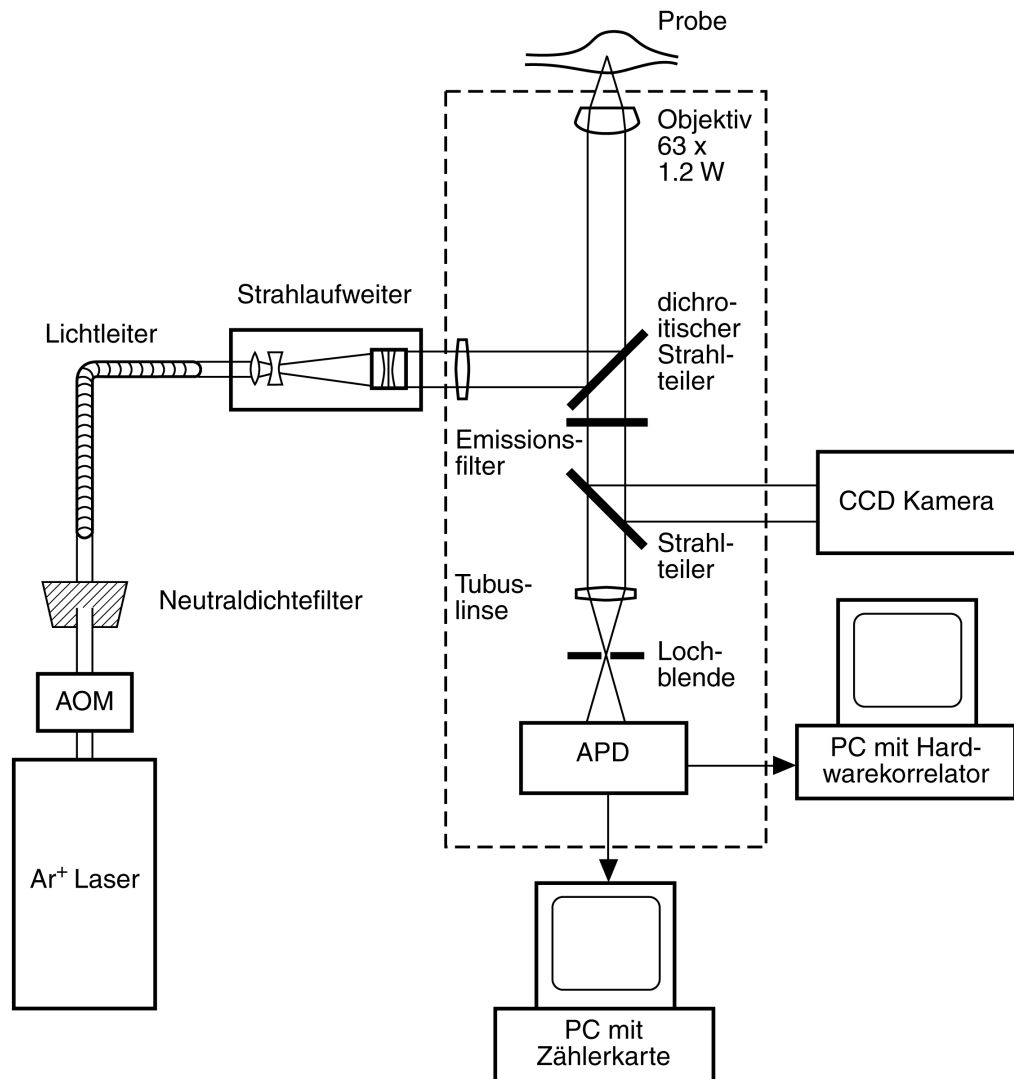 Probe
Objektiv
63 x
1.2 W
Strahlaufweiter
Lichtleiter
dichro-
itischer
Strahl-
teiler
Emissions-
filter
CCD Kamera
Strahl-
teiler
Tubus-
linse
Neutraldichtefilter
Loch-
blende
AOM
APD
PC mit Hard-
warekorrelator
Ar⁺ Laser
PC mit
Zählerkarte